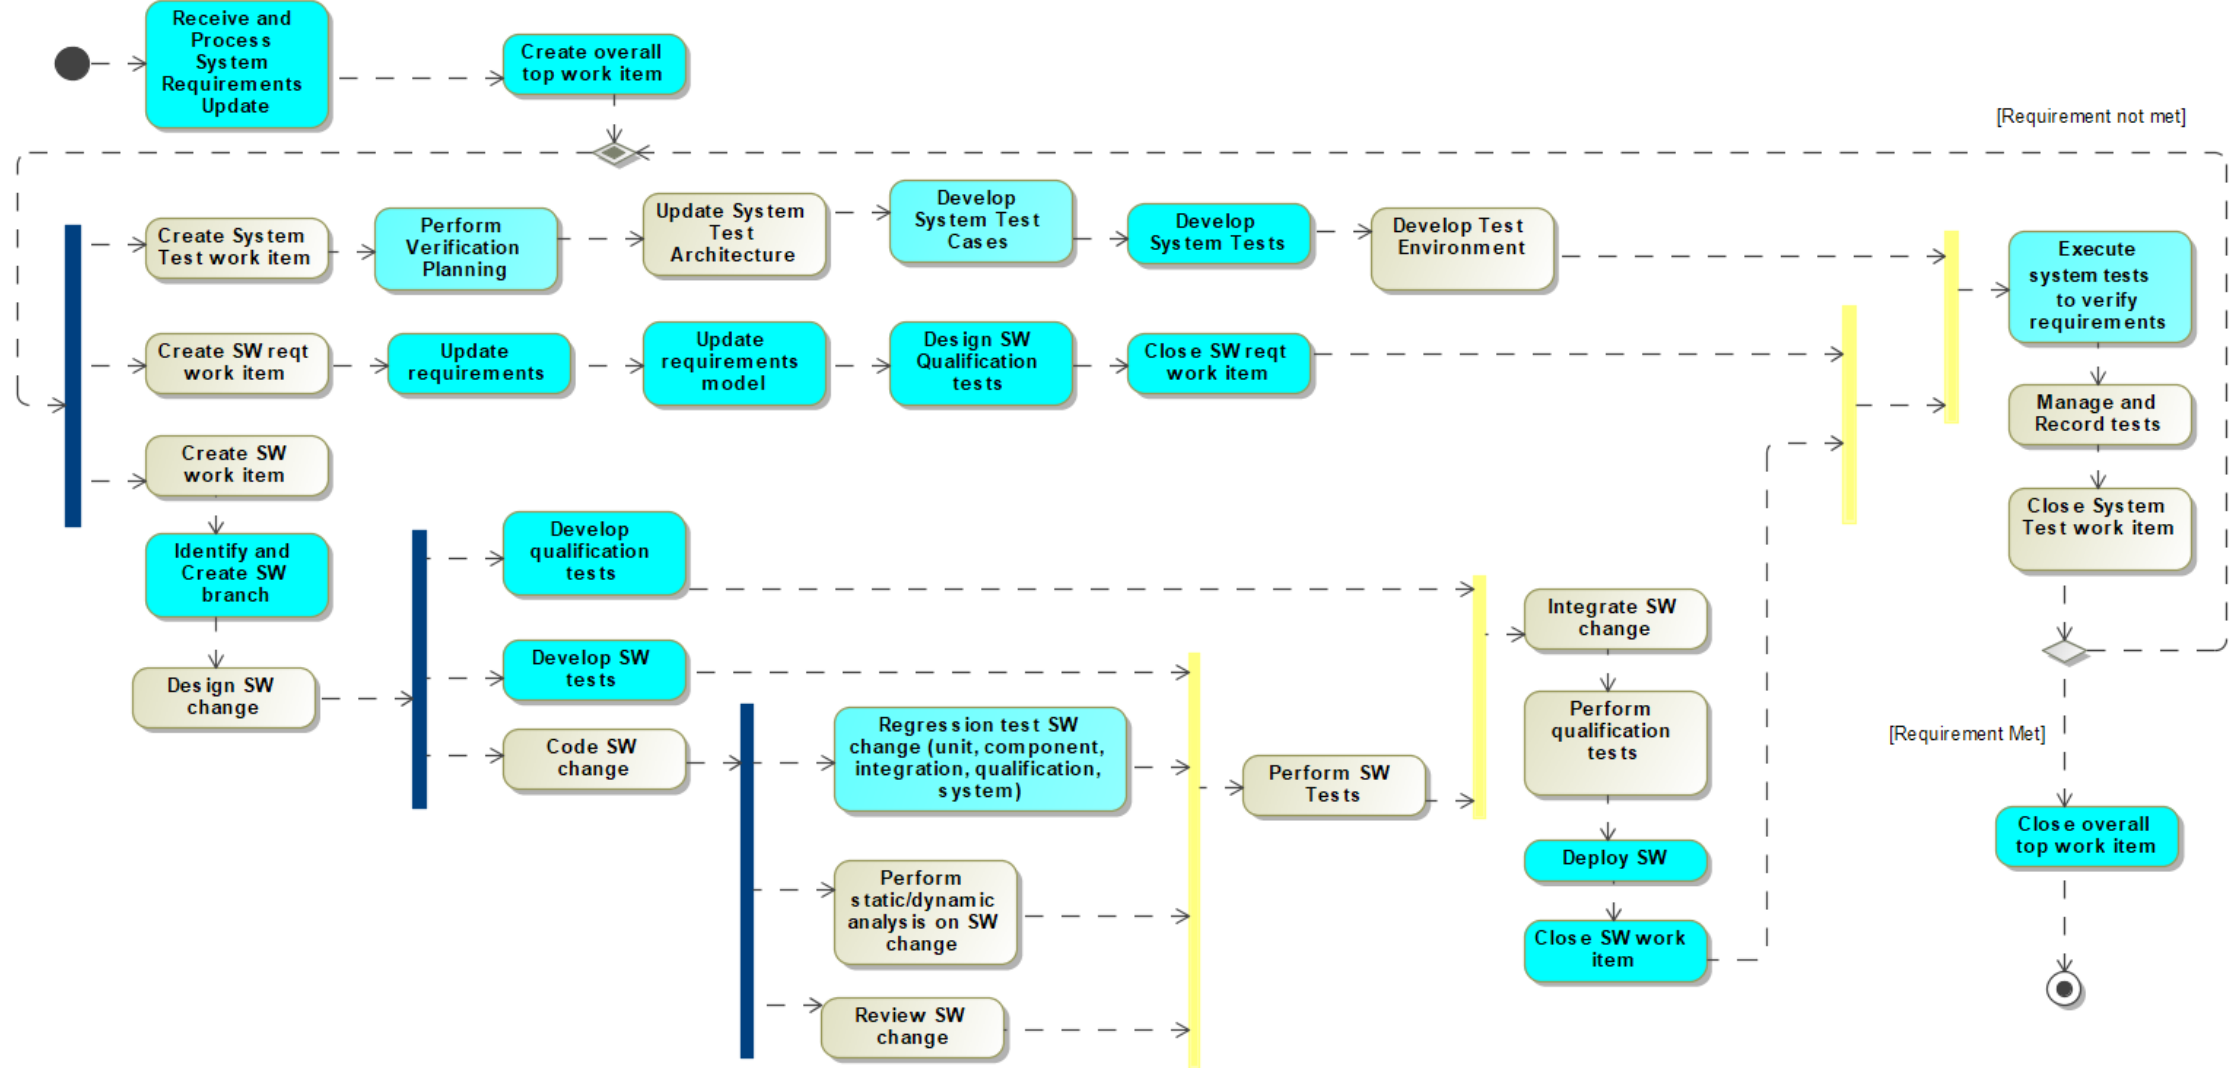 Receive and
Process
System
Requirements
Update
Create overall
top work item
[Requirement not met]
Create System
Test work item
Perform
Verification
Planning
Update System
Test
Architecture
Develop
System Test
Cases
Develop
System Tests
Develop Test
Environment
Execute
system tests
to verify
requirements
Create SW reqt
work item
Update
requirements
Update
requirements
model
Design SW
Qualification
tests
Close SW reqt
work item
Manage and
Record tests
Create SW
work item
Close System
Test work item
Identify and
Create SW
branch
Develop
qualification
tests
Integrate SW
change
Design SW
change
Develop SW
tests
Perform
qualification
tests
Code SW
change
Regression test SW
change (unit, component,
integration, qualification,
system)
Perform SW
Tests
[Requirement Met]
Deploy SW
Close overall
top work item
Perform
static/dynamic
analysis on SW
change
Close SW work
item
Review SW
change